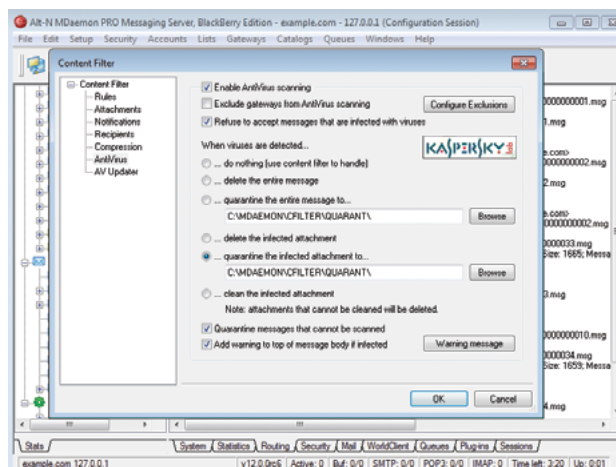 Alt-N MDaemon PRO Messaging Server, BlackBerry Edition - example.com - 127.0.0.1 (Configuration Session)
File Edit Setup Security Accounts Lists Gateways Catalogs Queues Windows Help
Content Filter
Content Filter
Rules
Attachments
Notifications
Recipients
Compression
AntiVirus
AV Updater
Enable AntiVirus scanning
Exclude gateways from AntiVirus scanning
Configure Exclusions
Refuse to accept messages that are infected with viruses
When viruses are detected...
KASPERSKY
... do nothing (use content filter to handle)
... delete the entire message
... quarantine the entire message to...
C:\MDAEMON\CFILTER\QUARANT\
Browse
... delete the infected attachment
... quarantine the infected attachment to...
C:\MDAEMON\CFILTER\QUARANT\
Browse
... clean the infected attachment
Note: attachments that cannot be cleaned will be deleted.
Quarantine messages that cannot be scanned
Add warning to top of message body if infected
Warning message
OK Cancel
0000000001.msg
1.msg
e.com>
000000002.msg
2.msg
e.com>
000000002.msg
0000033.msg
Size: 1665; Messa
3.msg
000000010.msg
0000034.msg
Size: 1659; Messa
4.msg
Stats
System Statistics Routing Security Mail WorldClient Queues Plug-ins Sessions
example.com 127.0.0.1 v12.0.0rc6 Active: 0 Buf: 0/0 SMTP: 0/0 POP3: 0/0 IMAP: 0 Time left: 3:20 Up: 0:01